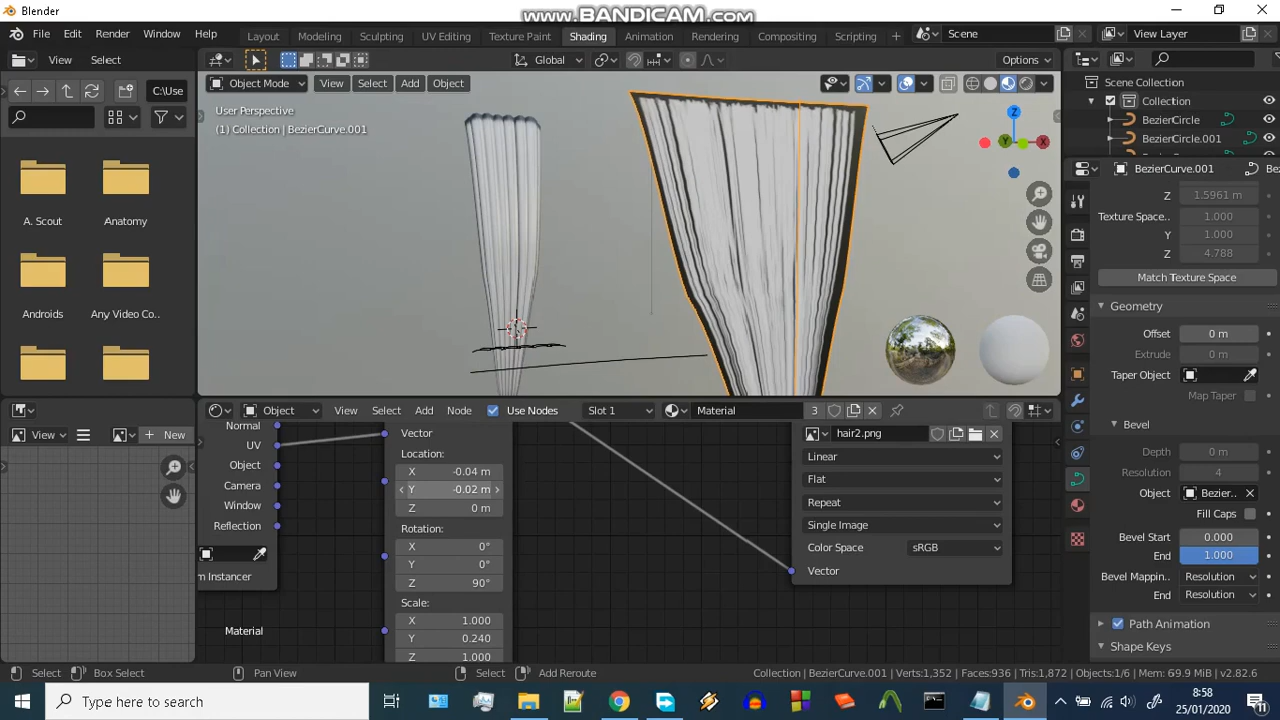 Blender
www.BANDICAM.com
File Edit Render Window Help
Layout Modeling Sculpting UV Editing Texture Paint Shading Animation Rendering Compositing Scripting
Scene
View Layer
View Select
Global
Options
C:\Use
Object Mode View Select Add Object
User Perspective
(1) Collection | BezierCurve.001
Scene Collection
Collection
BezierCircle
BezierCircle.001
BezierCurve.001
Z 1.5961 m
Texture Space.. 1.000
Y 1.000
Z 4.788
Match Texture Space
Geometry
Offset 0 m
Extrude 0 m
Taper Object
Map Taper
Bevel
Depth 0 m
Resolution 4
Object Bezier..
Fill Caps
Bevel Start 0.000
End 1.000
Bevel Mappin.. Resolution
End Resolution
Path Animation
Shape Keys
A. Scout Anatomy
Androids Any Video Co..
View New
Object View Select Add Node Use Nodes Slot 1 Material 3
Normal
UV
Object
Camera
Window
Reflection
m Instancer
Material
Vector
Location:
X -0.04 m
Y -0.02 m
Z 0 m
Rotation:
X 0°
Y 0°
Z 90°
Scale:
X 1.000
Y 0.240
Z 1.000
hair2.png
Linear
Flat
Repeat
Single Image
Color Space sRGB
Vector
Select Box Select Pan View Select Add Reroute
Collection | BezierCurve.001 | Verts:1,352 | Faces:936 | Tris:1,872 | Objects:1/6 | Mem: 69.9 MiB | v2.82.6
Type here to search
8:58
25/01/2020